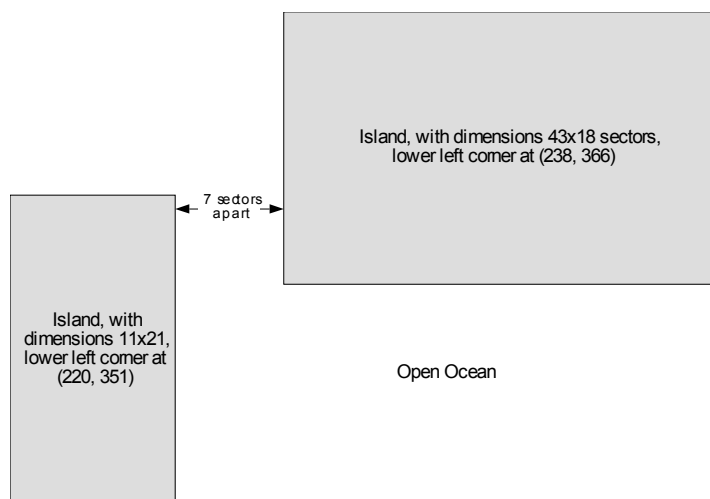 Island, with dimensions 43x18 sectors,
lower left corner at (238, 366)
7 sectors
apart
Island, with
dimensions 11x21,
lower left corner at
(220, 351)
Open Ocean